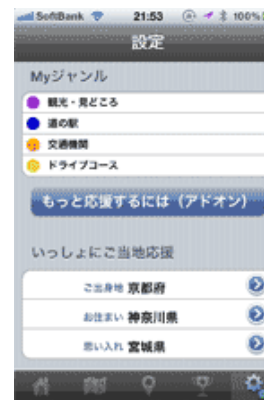 SoftBank 21:53 100%
設定
Myジャンル
観光・見どころ
道の駅
交通機関
ドライブコース
もっと応援するには（アドオン）
いっしょにご当地応援
ご出身地 京都府
お住まい 神奈川県
思い入れ 宮城県